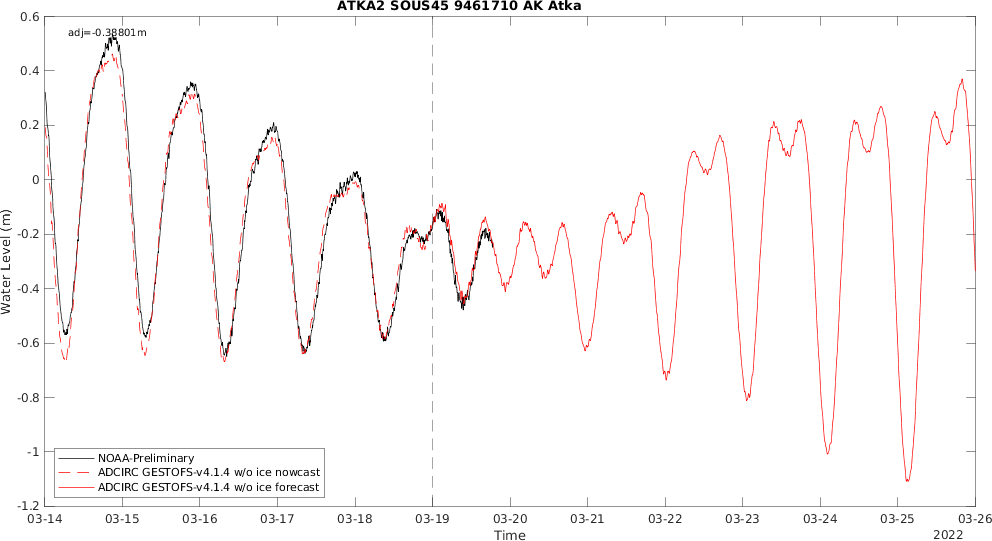 ATKA2 SOUS45 9461710 AK Atka
adj=-0.38801m
0.6
0.4
0.2
0
-0.2
-0.4
-0.6
-0.8
-1
-1.2
Water Level (m)
NOAA-Preliminary
ADCIRC GESTOFS-v4.1.4 w/o ice nowcast
ADCIRC GESTOFS-v4.1.4 w/o ice forecast
03-14 03-15 03-16 03-17 03-18 03-19 03-20 03-21 03-22 03-23 03-24 03-25 03-26
Time
2022